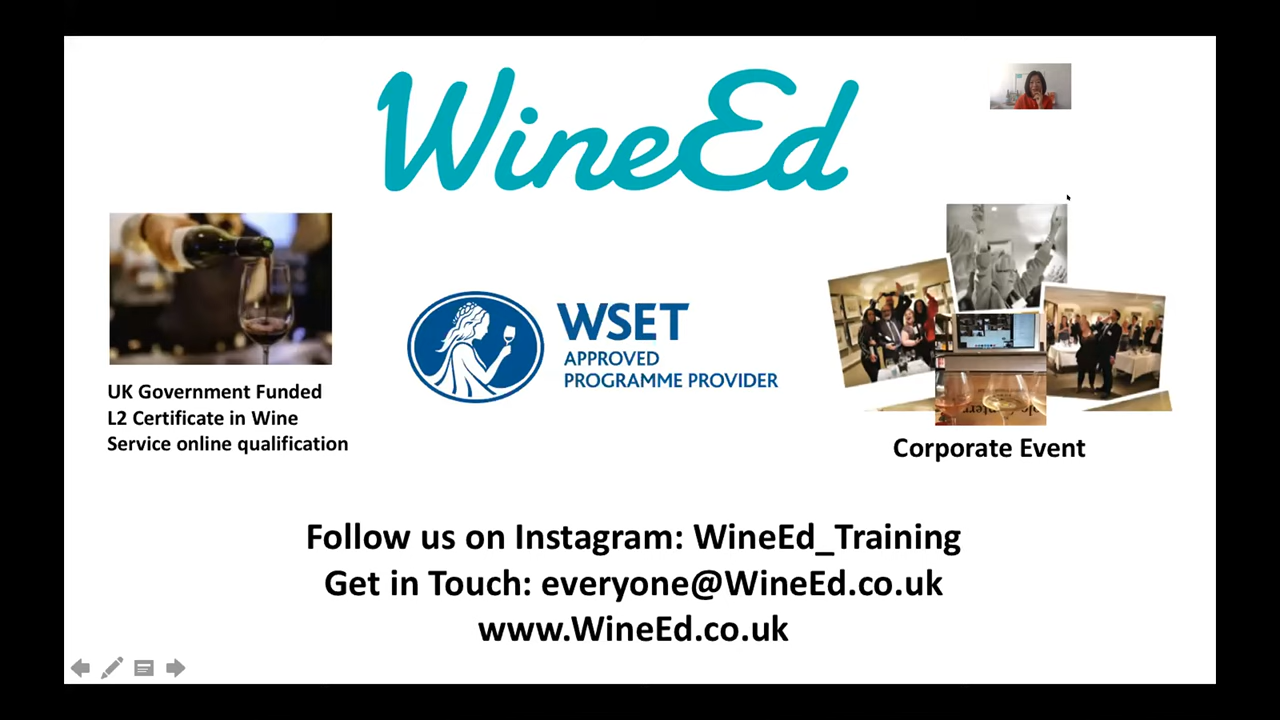 WineEd
UK Government Funded
L2 Certificate in Wine
Service online qualification
WSET
APPROVED
PROGRAMME PROVIDER
Corporate Event
Follow us on Instagram: WineEd_Training
Get in Touch: everyone@WineEd.co.uk
www.WineEd.co.uk